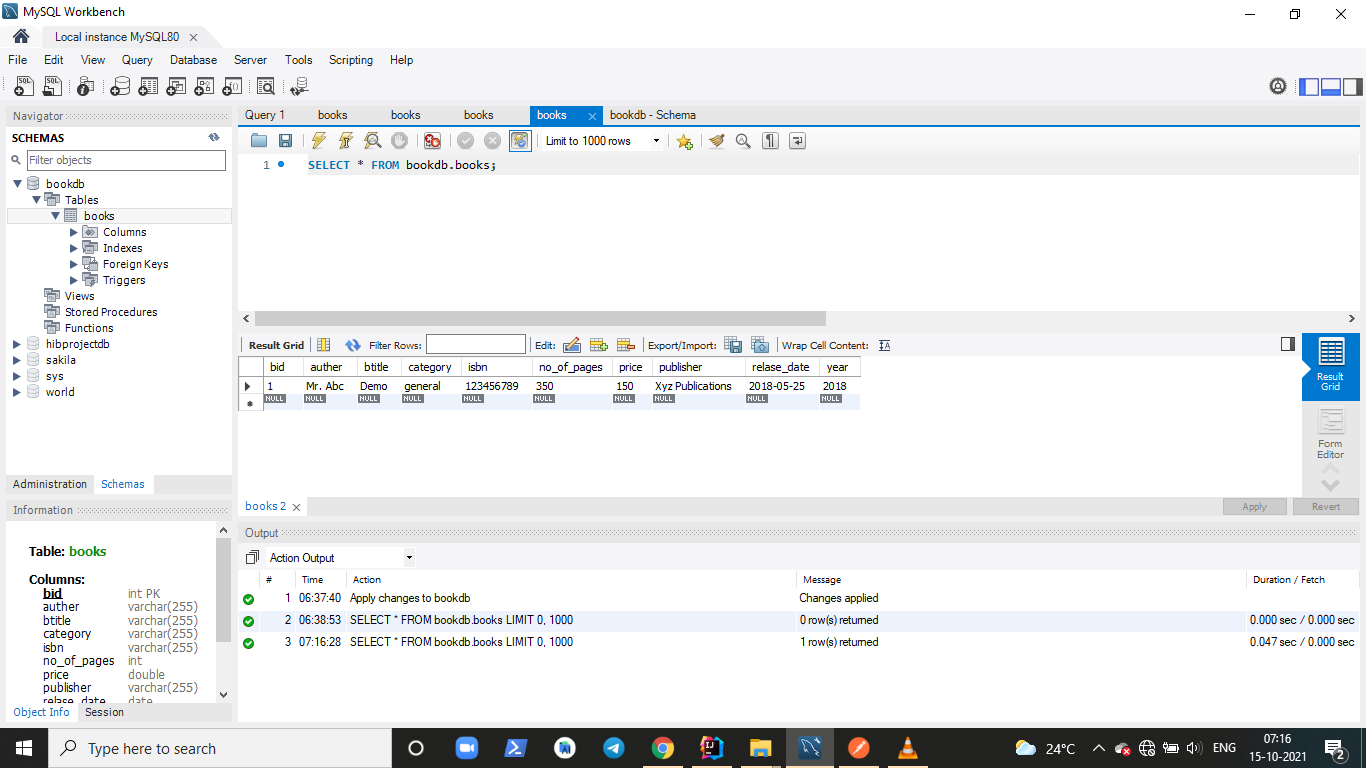 MySQL Workbench
Local instance MySQL80
File Edit View Query Database Server Tools Scripting Help
Navigator
SCHEMAS
Filter objects
bookdb
Tables
books
Columns
Indexes
Foreign Keys
Triggers
Views
Stored Procedures
Functions
hibprojectdb
sakila
sys
world
Administration Schemas
Information
Table: books
Columns:
bid int PK
auther varchar(255)
btitle varchar(255)
category varchar(255)
isbn varchar(255)
no_of_pages int
price double
publisher varchar(255)
relase_date date
Object Info Session
Query 1 books books books books bookdb - Schema
Limit to 1000 rows
1 SELECT * FROM bookdb.books;
Result Grid Filter Rows: Edit: Export/Import: Wrap Cell Content: IA
bid auther btitle category isbn no_of_pages price publisher relase_date year
1 Mr. Abc Demo general 123456789 350 150 Xyz Publications 2018-05-25 2018
NULL NULL NULL NULL NULL NULL NULL NULL NULL NULL
Result
Grid
Form
Editor
books 2
Apply Revert
Output
Action Output
# Time Action Message Duration / Fetch
1 06:37:40 Apply changes to bookdb Changes applied
2 06:38:53 SELECT * FROM bookdb.books LIMIT 0, 1000 0 row(s) returned 0.000 sec / 0.000 sec
3 07:16:28 SELECT * FROM bookdb.books LIMIT 0, 1000 1 row(s) returned 0.047 sec / 0.000 sec
Type here to search
24°C
ENG
07:16
15-10-2021
2